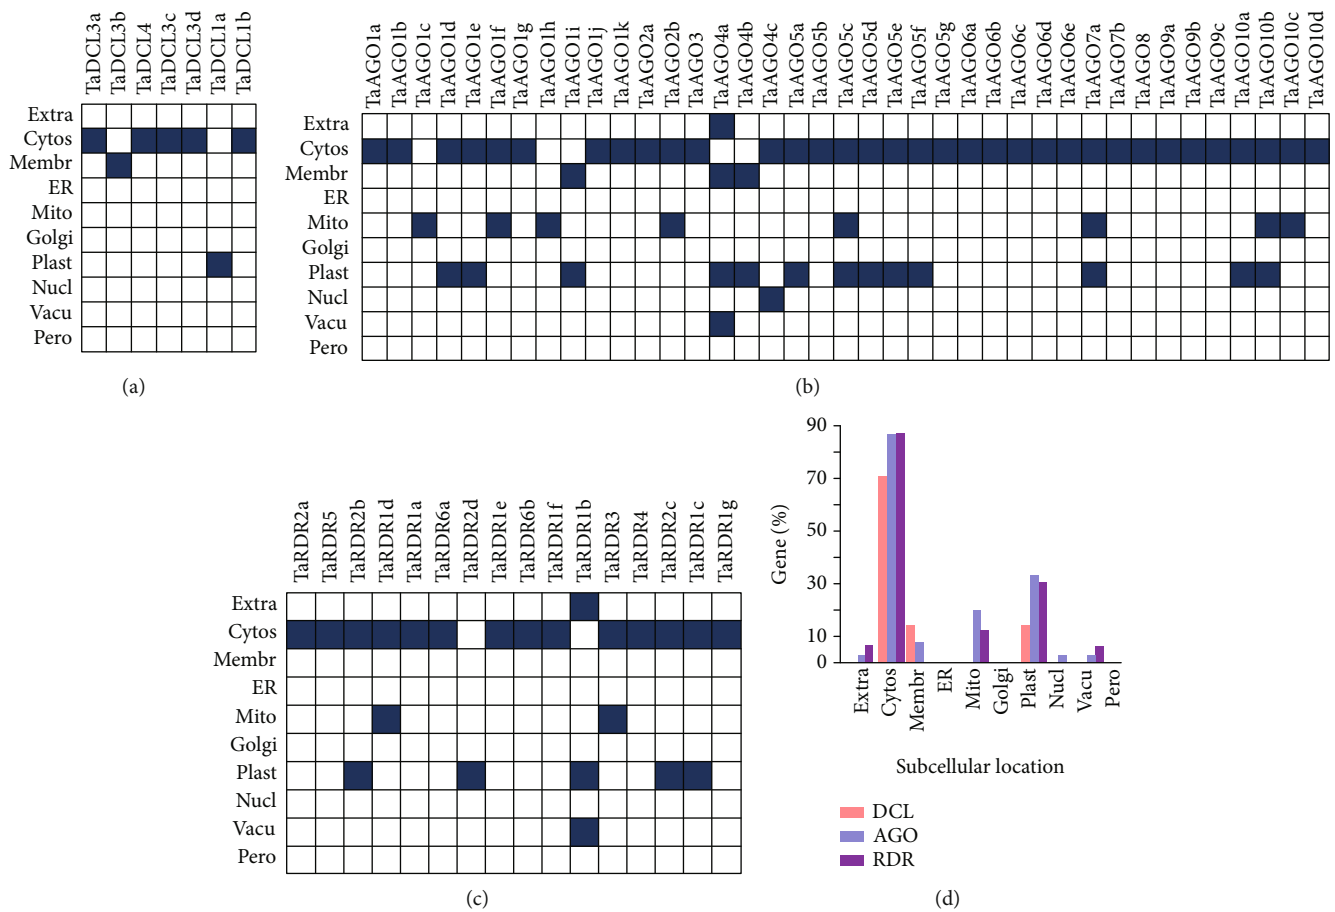 TaDCL3a
TaDCL3b
TaDCL4
TaDCL3c
TaDCL3d
TaDCL1a
TaDCL1b
Extra
Cytos
Membr
ER
Mito
Golgi
Plast
Nucl
Vacu
Pero
(a)
TaAGO1a
TaAGO1b
TaAGO1c
TaAGO1d
TaAGO1e
TaAGO1f
TaAGO1g
TaAGO1h
TaAGO1i
TaAGO1j
TaAGO1k
TaAGO2a
TaAGO2b
TaAGO3
TaAGO4a
TaAGO4b
TaAGO4c
TaAGO5a
TaAGO5b
TaAGO5c
TaAGO5d
TaAGO5e
TaAGO5f
TaAGO5g
TaAGO6a
TaAGO6b
TaAGO6c
TaAGO6d
TaAGO6e
TaAGO7a
TaAGO7b
TaAGO8
TaAGO9a
TaAGO9b
TaAGO9c
TaAGO10a
TaAGO10b
TaAGO10c
TaAGO10d
Extra
Cytos
Membr
ER
Mito
Golgi
Plast
Nucl
Vacu
Pero
(b)
TaRDR2a
TaRDR5
TaRDR2b
TaRDR1d
TaRDR1a
TaRDR6a
TaRDR2d
TaRDR1e
TaRDR6b
TaRDR1f
TaRDR1b
TaRDR3
TaRDR4
TaRDR2c
TaRDR1c
TaRDR1g
Extra
Cytos
Membr
ER
Mito
Golgi
Plast
Nucl
Vacu
Pero
(c)
Gene (%)
90
70
50
30
10
0
Extra
Cytos
Membr
ER
Mito
Golgi
Plast
Nucl
Vacu
Pero
Subcellular location
DCL
AGO
RDR
(d)